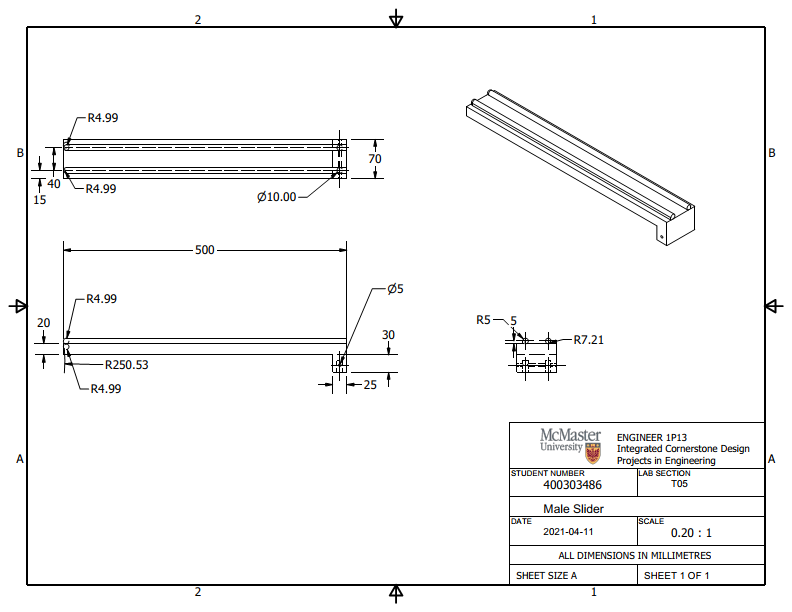 2
1
R4.99
B
B
70
40
R4.99
15
Ø10.00
500
Ø5
R4.99
20
R5
5
30
R7.21
R250.53
25
R4.99
McMaster
University
ENGINEER 1P13
Integrated Cornerstone Design
Projects in Engineering
A
A
STUDENT NUMBER
400303486
LAB SECTION
T05
Male Slider
DATE
2021-04-11
SCALE
0.20 : 1
ALL DIMENSIONS IN MILLIMETRES
SHEET SIZE A
SHEET 1 OF 1
2
1